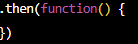 .then(function() {
})